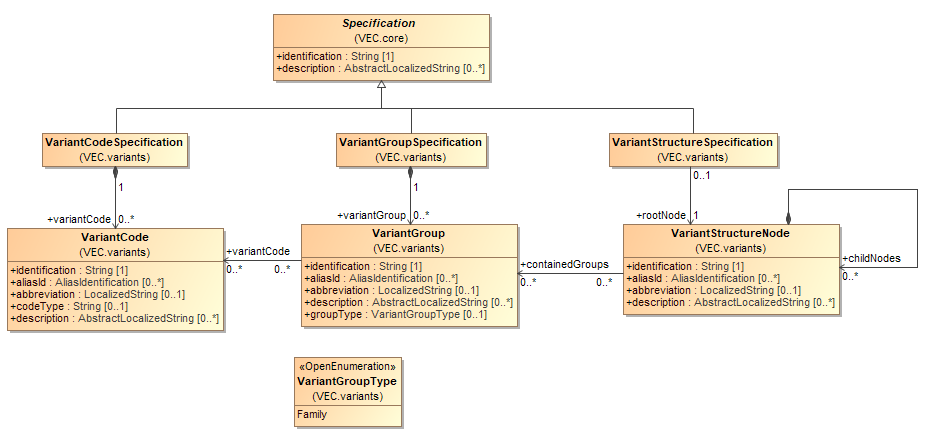 Specification
(VEC.core)
+identification : String [1]
+description : AbstractLocalizedString [0..*]
VariantCodeSpecification
(VEC.variants)
VariantGroupSpecification
(VEC.variants)
VariantStructureSpecification
(VEC.variants)
1
1
0..1
+variantCode 0..*
+variantGroup 0..*
+rootNode 1
VariantCode
(VEC.variants)
+identification : String [1]
+aliasId : AliasIdentification [0..*]
+abbreviation : LocalizedString [0..1]
+codeType : String [0..1]
+description : AbstractLocalizedString [0..*]
+variantCode
0..* 0..*
VariantGroup
(VEC.variants)
+identification : String [1]
+aliasId : AliasIdentification [0..*]
+abbreviation : LocalizedString [0..1]
+description : AbstractLocalizedString [0..*]
+groupType : VariantGroupType [0..1]
+containedGroups
0..* 0..*
VariantStructureNode
(VEC.variants)
+identification : String [1]
+aliasId : AliasIdentification [0..*]
+abbreviation : LocalizedString [0..1]
+description : AbstractLocalizedString [0..*]
+childNodes
0..*
«OpenEnumeration»
VariantGroupType
(VEC.variants)
Family